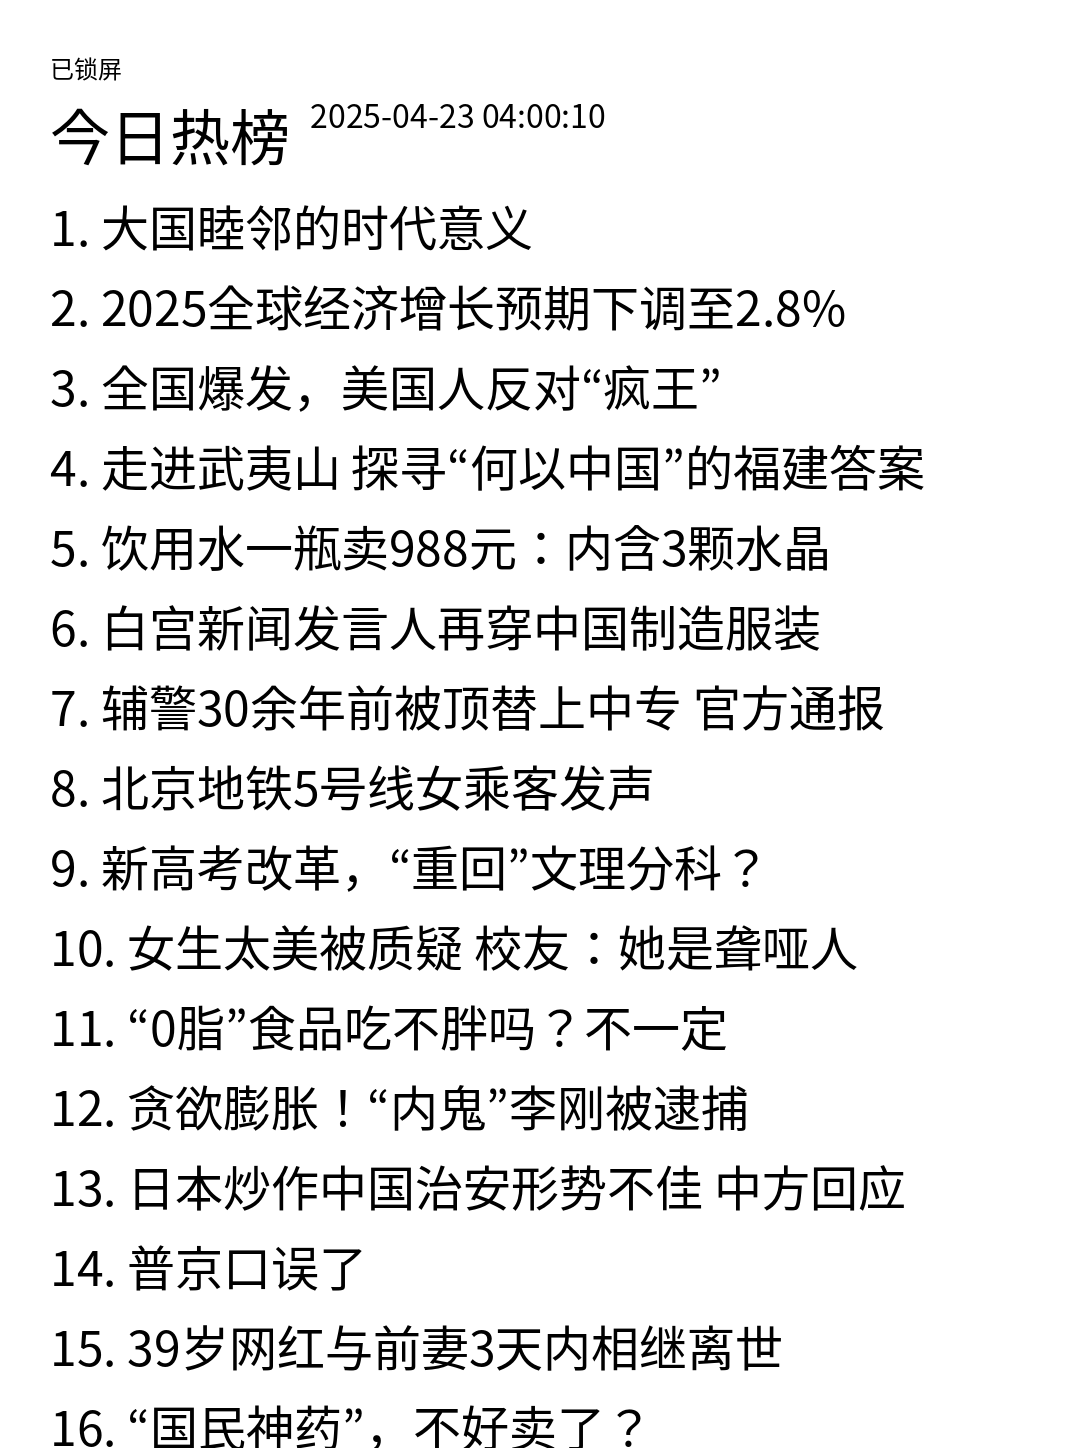 已锁屏
今日热榜 2025-04-23 04:00:10
1. 大国睦邻的时代意义
2. 2025全球经济增长预期下调至2.8%
3. 全国爆发，美国人反对“疯王”
4. 走进武夷山 探寻“何以中国”的福建答案
5. 饮用水一瓶卖988元：内含3颗水晶
6. 白宫新闻发言人再穿中国制造服装
7. 辅警30余年前被顶替上中专 官方通报
8. 北京地铁5号线女乘客发声
9. 新高考改革，“重回”文理分科？
10. 女生太美被质疑 校友：她是聋哑人
11. “0脂”食品吃不胖吗？不一定
12. 贪欲膨胀！“内鬼”李刚被逮捕
13. 日本炒作中国治安形势不佳 中方回应
14. 普京口误了
15. 39岁网红与前妻3天内相继离世
16. “国民神药”，不好卖了？